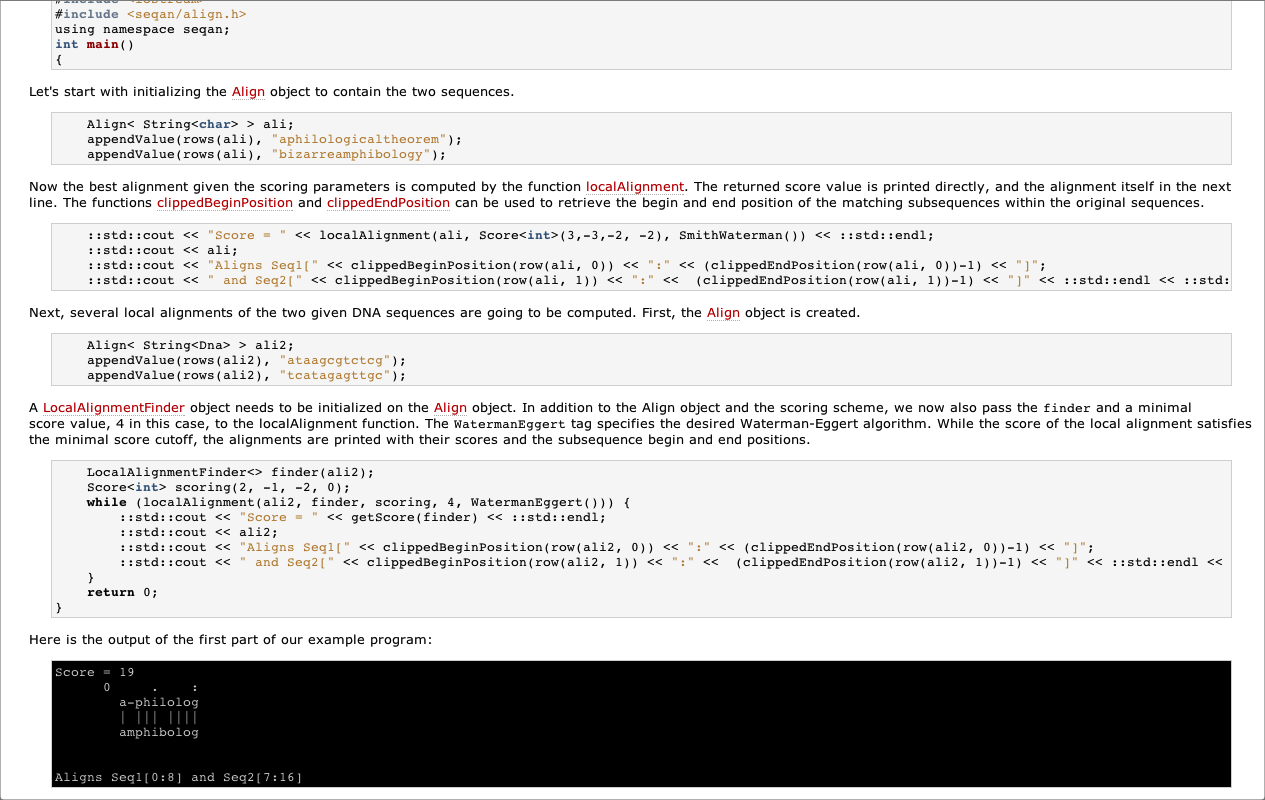 #include <iostream>
#include <seqan/align.h>
using namespace seqan;
int main()
{
Let's start with initializing the Align object to contain the two sequences.
    Align< String<char> > ali;
    appendValue(rows(ali), "aphilologicaltheorem");
    appendValue(rows(ali), "bizarreamphibology");
Now the best alignment given the scoring parameters is computed by the function localAlignment. The returned score value is printed directly, and the alignment itself in the next
line. The functions clippedBeginPosition and clippedEndPosition can be used to retrieve the begin and end position of the matching subsequences within the original sequences.
    ::std::cout << "Score = " << localAlignment(ali, Score<int>(3,-3,-2, -2), SmithWaterman()) << ::std::endl;
    ::std::cout << ali;
    ::std::cout << "Aligns Seq1[" << clippedBeginPosition(row(ali, 0)) << ":" << (clippedEndPosition(row(ali, 0))-1) << "]";
    ::std::cout << " and Seq2[" << clippedBeginPosition(row(ali, 1)) << ":" <<  (clippedEndPosition(row(ali, 1))-1) << "]" << ::std::endl << ::std:
Next, several local alignments of the two given DNA sequences are going to be computed. First, the Align object is created.
    Align< String<Dna> > ali2;
    appendValue(rows(ali2), "ataagcgtctcg");
    appendValue(rows(ali2), "tcatagagttgc");
A LocalAlignmentFinder object needs to be initialized on the Align object. In addition to the Align object and the scoring scheme, we now also pass the finder and a minimal
score value, 4 in this case, to the localAlignment function. The WatermanEggert tag specifies the desired Waterman-Eggert algorithm. While the score of the local alignment satisfies
the minimal score cutoff, the alignments are printed with their scores and the subsequence begin and end positions.
    LocalAlignmentFinder<> finder(ali2);
    Score<int> scoring(2, -1, -2, 0);
    while (localAlignment(ali2, finder, scoring, 4, WatermanEggert())) {
        ::std::cout << "Score = " << getScore(finder) << ::std::endl;
        ::std::cout << ali2;
        ::std::cout << "Aligns Seq1[" << clippedBeginPosition(row(ali2, 0)) << ":" << (clippedEndPosition(row(ali2, 0))-1) << "]";
        ::std::cout << " and Seq2[" << clippedBeginPosition(row(ali2, 1)) << ":" <<  (clippedEndPosition(row(ali2, 1))-1) << "]" << ::std::endl <<
    }
    return 0;
}
Here is the output of the first part of our example program:
Score = 19
      0     .    :
        a-philolog
        | ||| ||||
        amphibolog
Aligns Seq1[0:8] and Seq2[7:16]